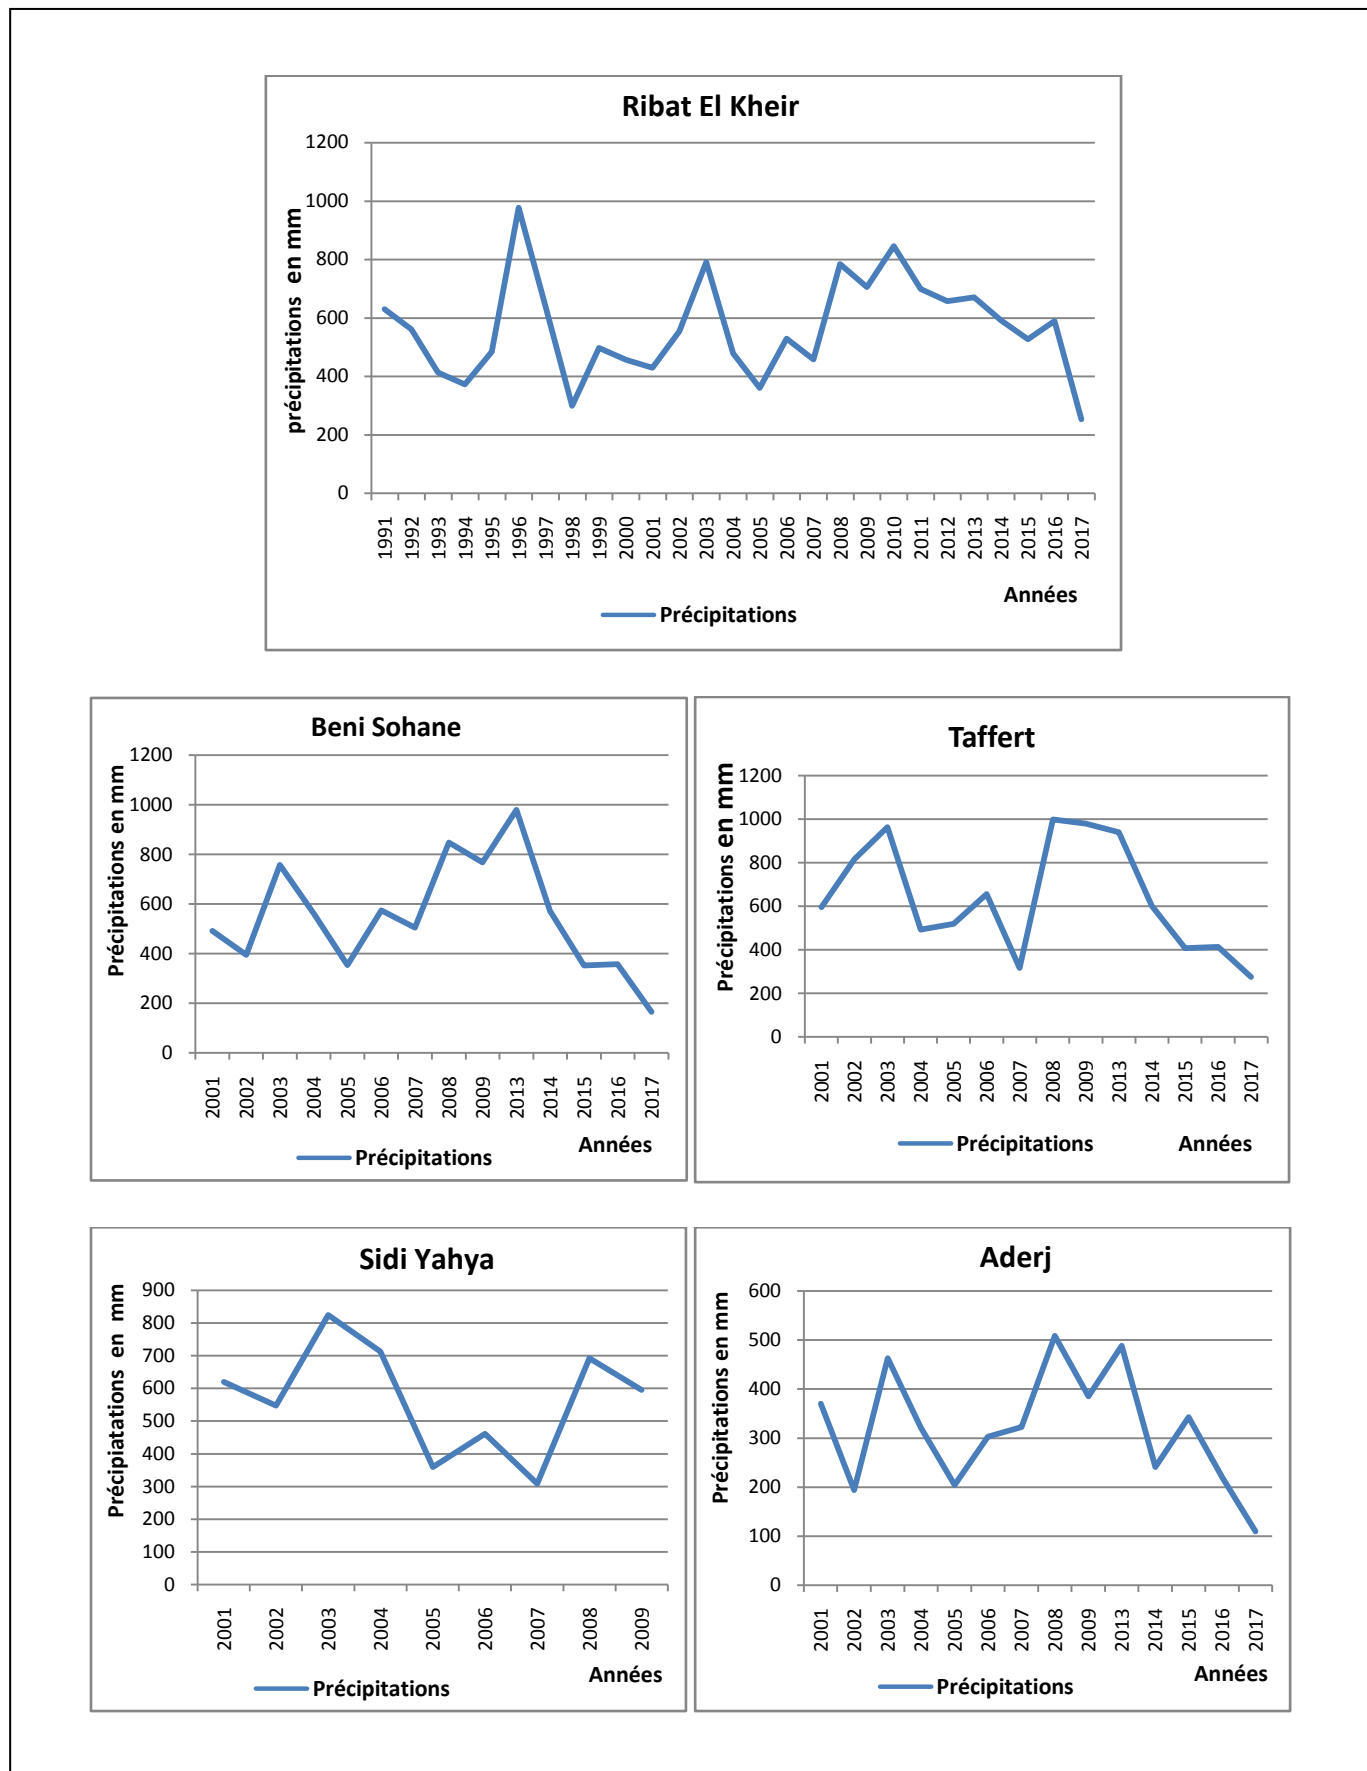 Ribat El Kheir
précipitations en mm
1200
1000
800
600
400
200
0
1991 1992 1993 1994 1995 1996 1997 1998 1999 2000 2001 2002 2003 2004 2005 2006 2007 2008 2009 2010 2011 2012 2013 2014 2015 2016 2017
Années
Précipitations
Beni Sohane
Précipitations en mm
1200
1000
800
600
400
200
0
2001 2002 2003 2004 2005 2006 2007 2008 2009 2013 2014 2015 2016 2017
Années
Précipitations
Taffert
Précipitations en mm
1200
1000
800
600
400
200
0
2001 2002 2003 2004 2005 2006 2007 2008 2009 2013 2014 2015 2016 2017
Précipitations Années
Sidi Yahya
Précipiatations en mm
900
800
700
600
500
400
300
200
100
0
2001 2002 2003 2004 2005 2006 2007 2008 2009
Années
Précipitations
Aderj
Précipitations en mm
600
500
400
300
200
100
0
2001 2002 2003 2004 2005 2006 2007 2008 2009 2013 2014 2015 2016 2017
Années
Précipitations